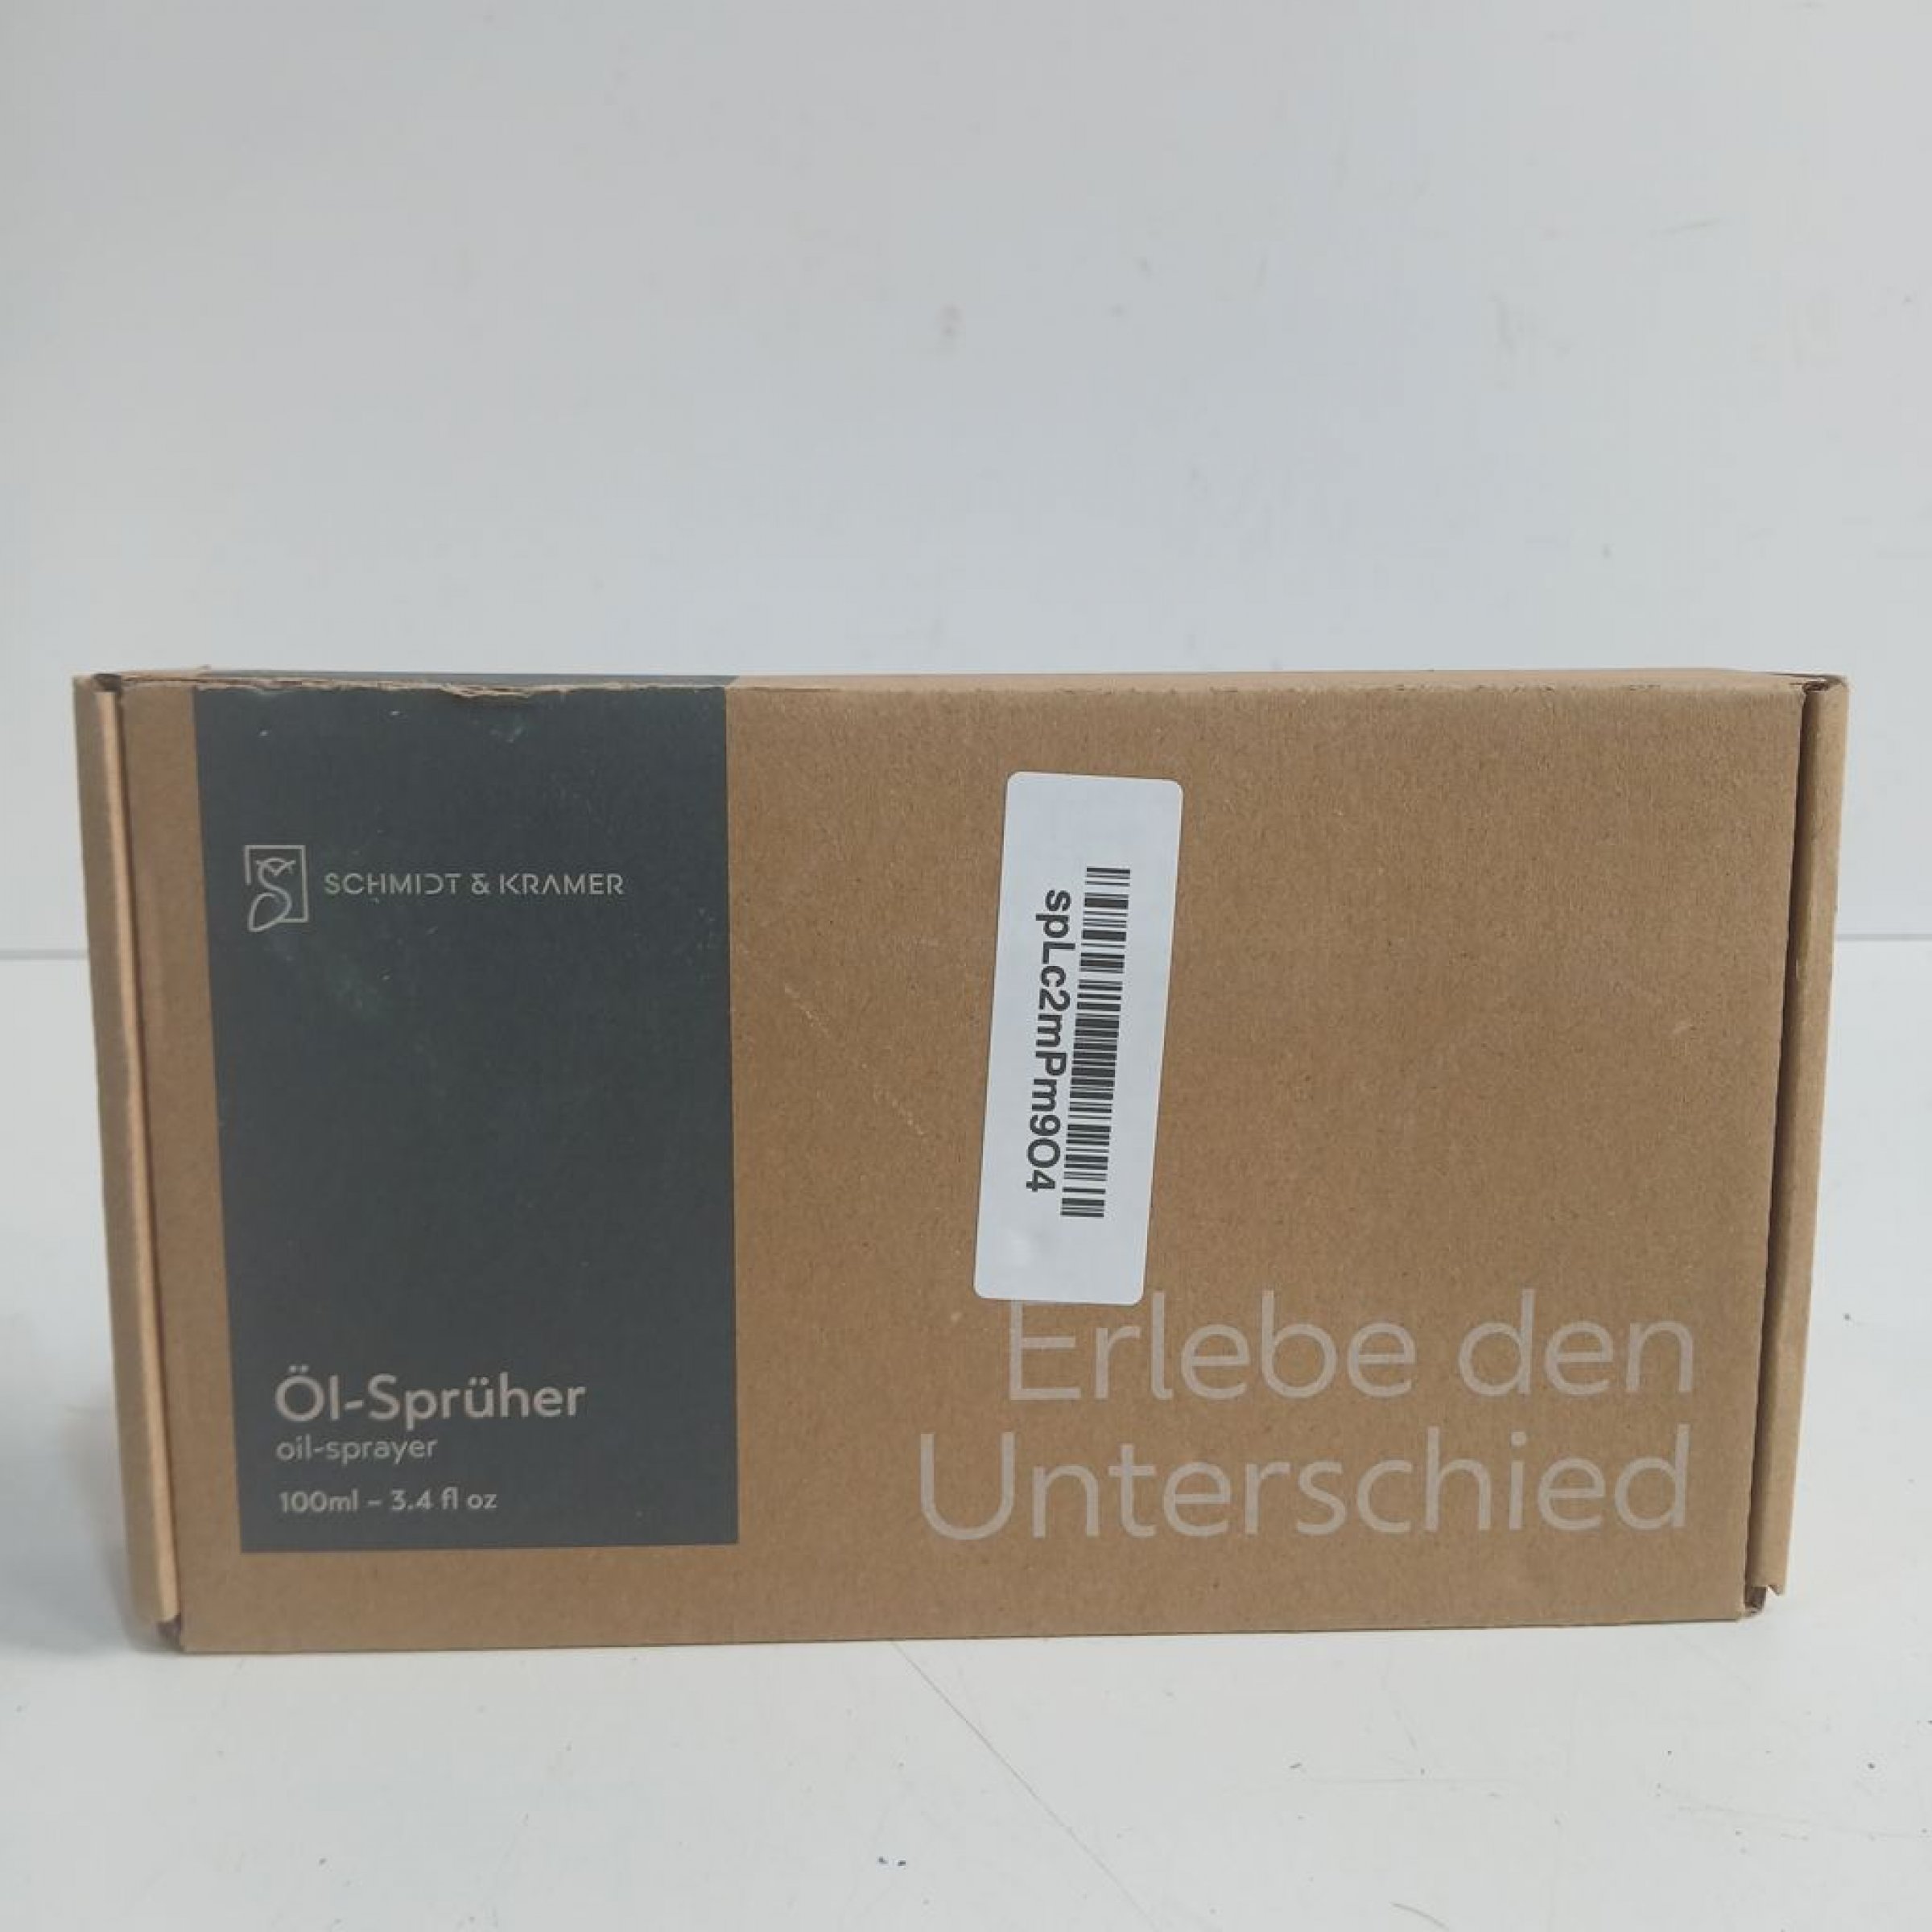 SCHMIDT & KRAMER
Öl-Sprüher
oil-sprayer
100ml – 3.4 fl oz
spLc2mPm9O4
Erlebe den
Unterschied